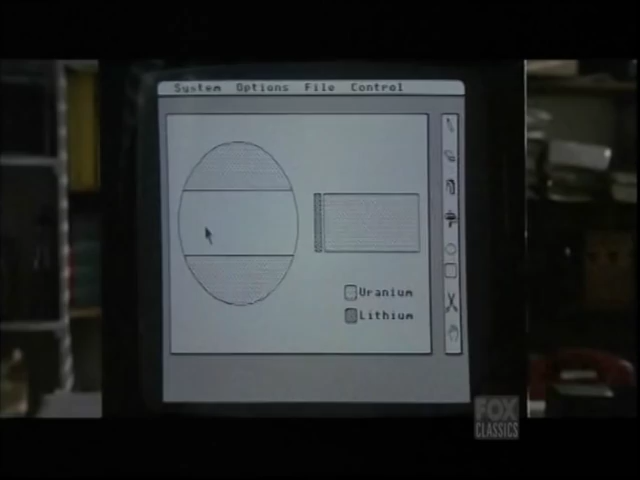 System Options File Control
Uranium
Lithium
FOX
CLASSICS